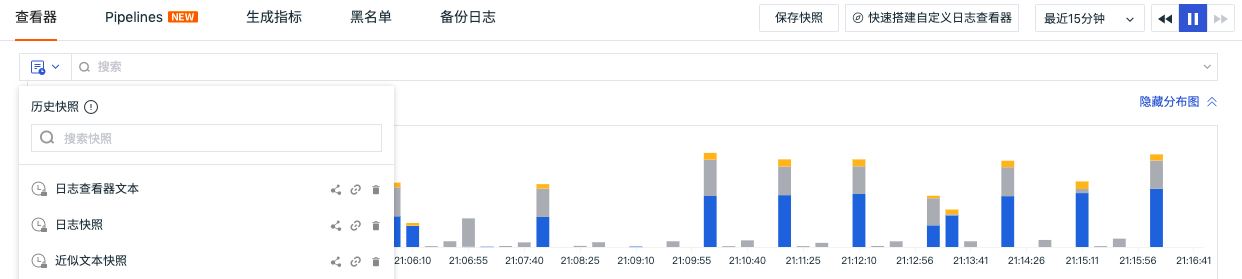 查看器 Pipelines NEW 生成指标 黑名单 备份日志 保存快照 快速搭建自定义日志查看器 最近15分钟
搜索
隐藏分布图
历史快照
搜索快照
日志查看器文本
日志快照
近似文本快照
21:06:10 21:06:55 21:07:40 21:08:25 21:09:10 21:09:55 21:10:40 21:11:25 21:12:10 21:12:56 21:13:41 21:14:26 21:15:11 21:15:56 21:16:41